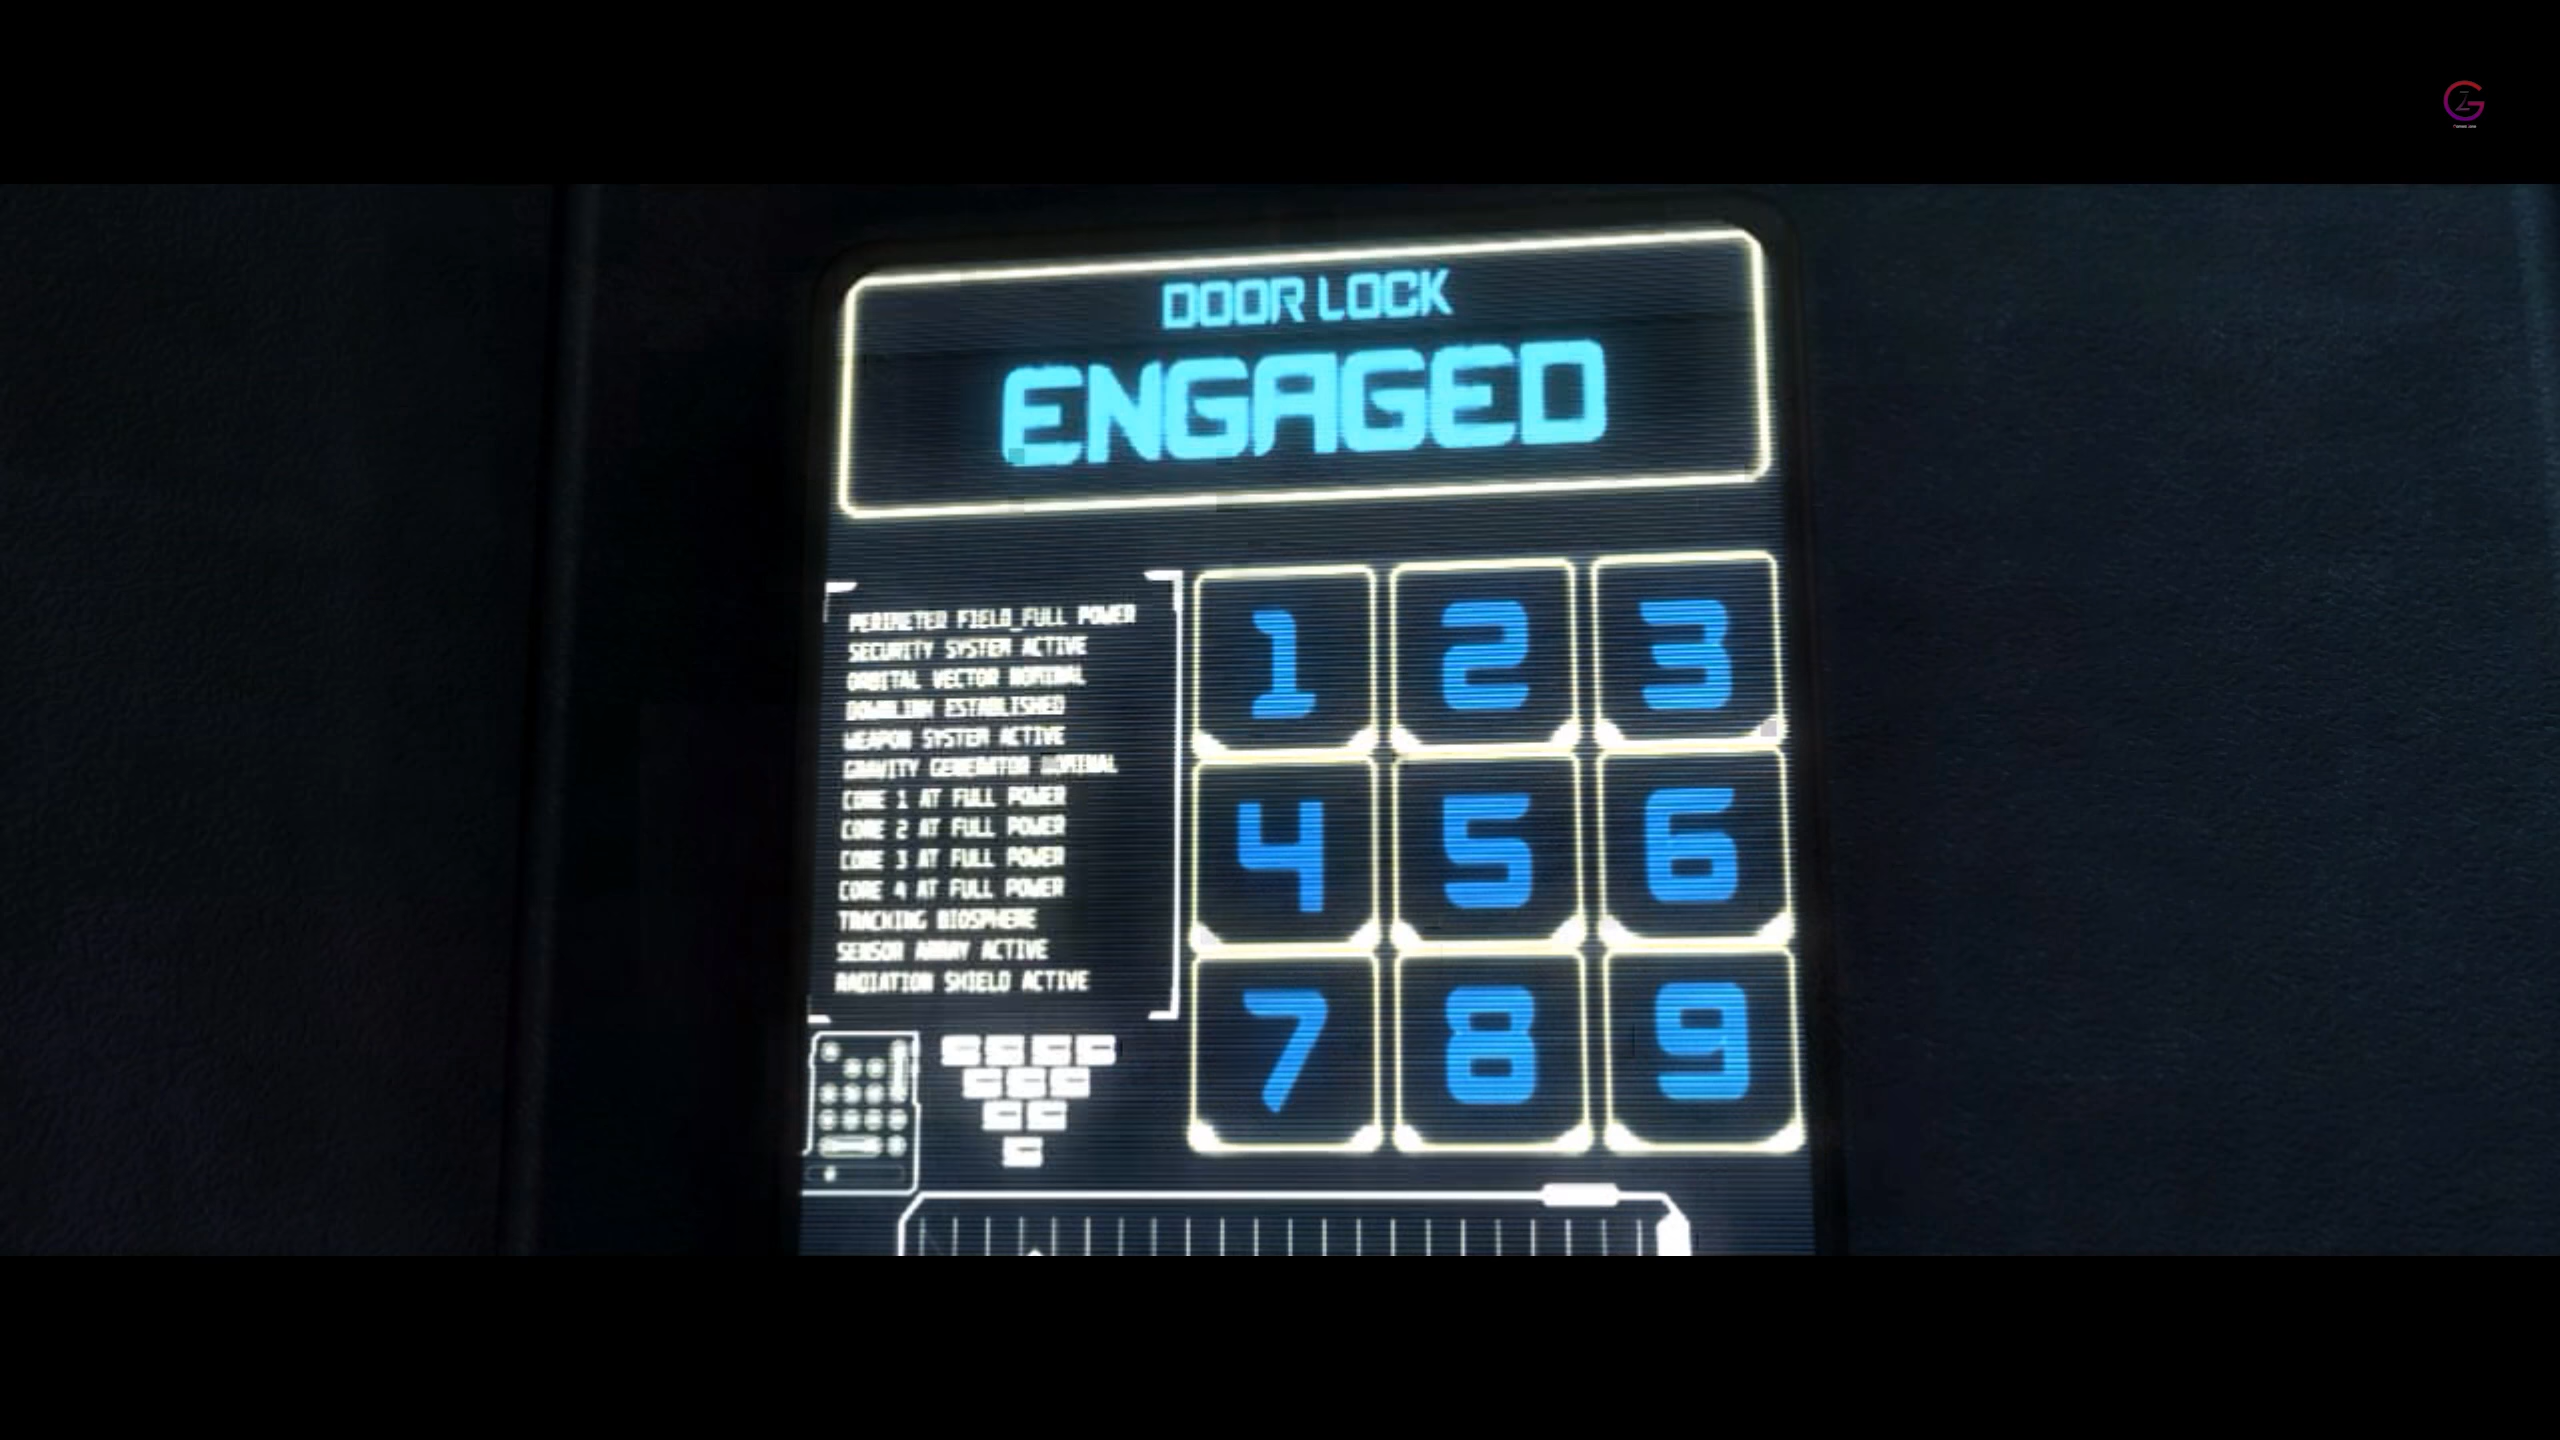 DOOR LOCK
ENGAGED
PERIMETER FIELD_FULL POWER
SECURITY SYSTEM ACTIVE
ORBITAL VECTOR NOMINAL
DOWNLINK ESTABLISHED
WEAPON SYSTEM ACTIVE
GRAVITY GENERATOR NOMINAL
CORE 1 AT FULL POWER
CORE 2 AT FULL POWER
CORE 3 AT FULL POWER
CORE 4 AT FULL POWER
TRACKING BIOSPHERE
SENSOR ARRAY ACTIVE
RADIATION SHIELD ACTIVE
1 2 3
4 5 6
7 8 9